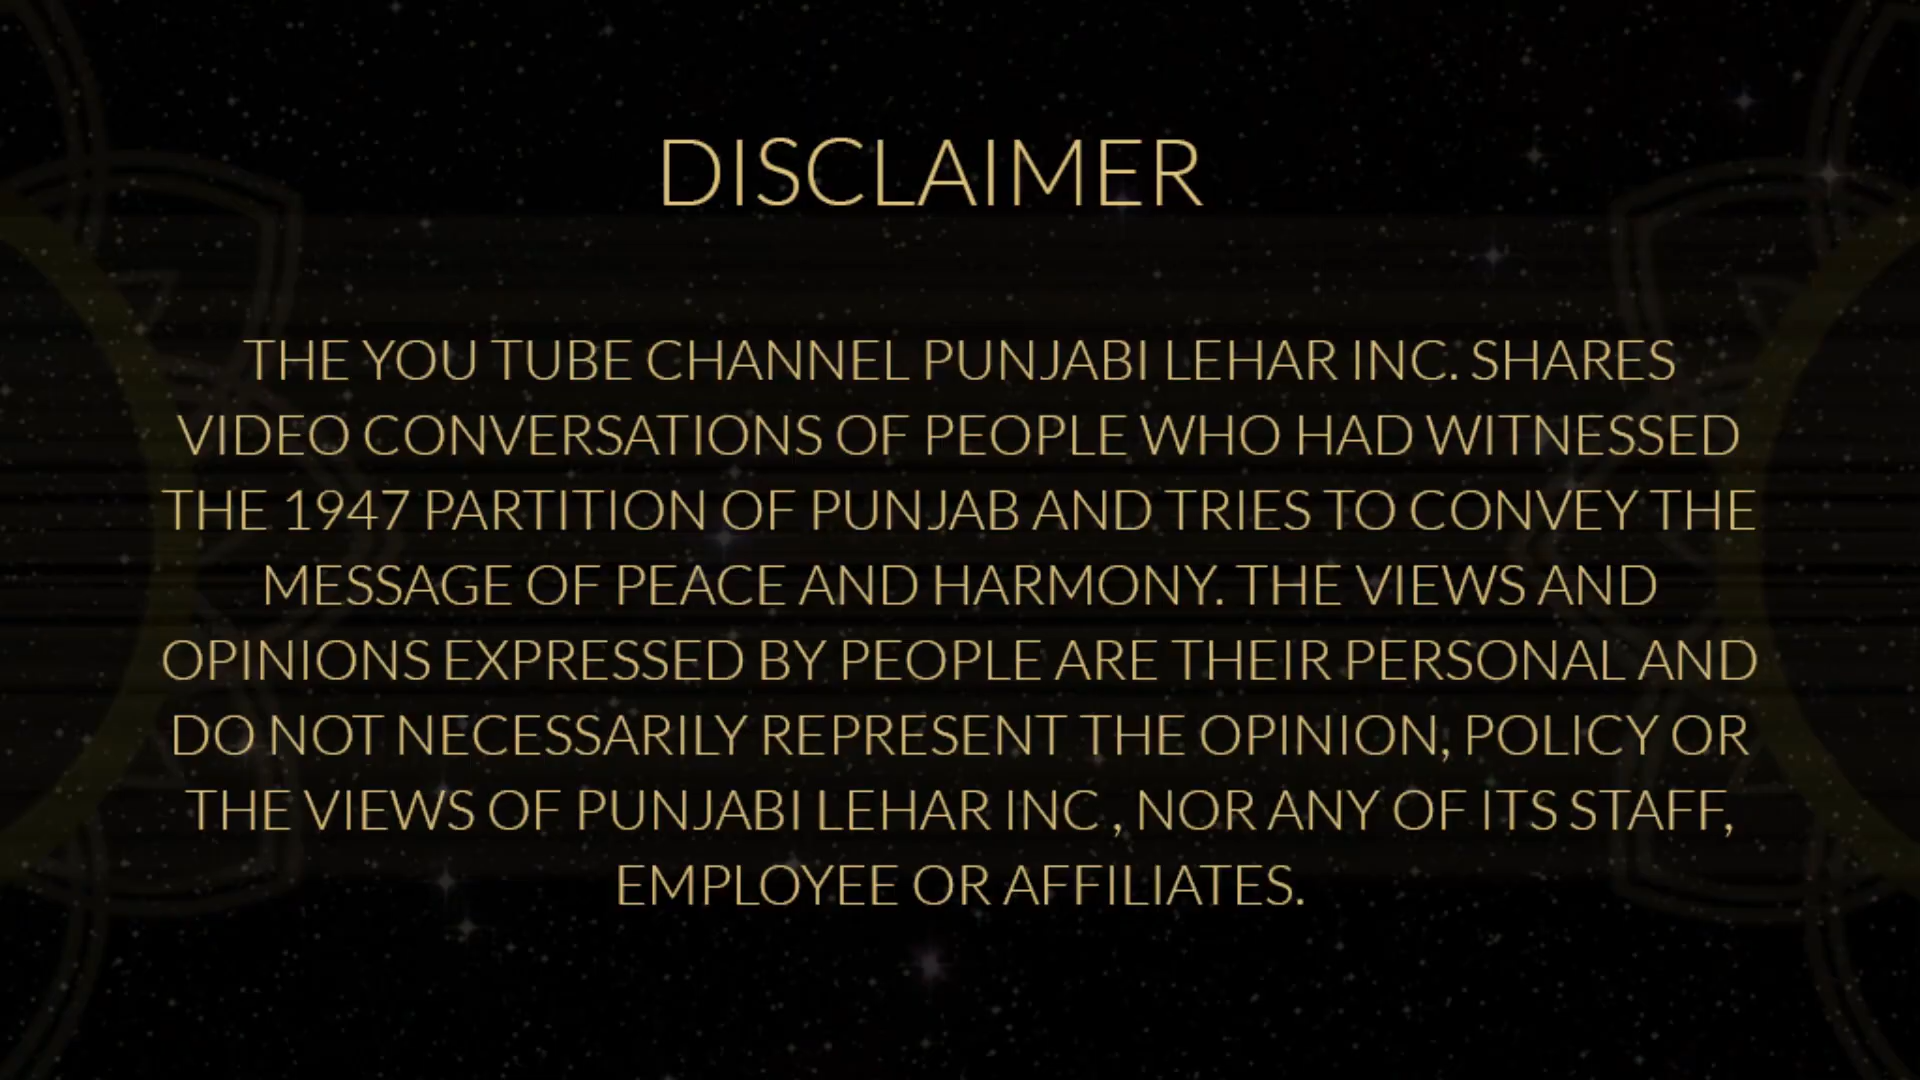 DISCLAIMER
THE YOU TUBE CHANNEL PUNJABI LEHAR INC. SHARES
VIDEO CONVERSATIONS OF PEOPLE WHO HAD WITNESSED
THE 1947 PARTITION OF PUNJAB AND TRIES TO CONVEY THE
MESSAGE OF PEACE AND HARMONY. THE VIEWS AND
OPINIONS EXPRESSED BY PEOPLE ARE THEIR PERSONAL AND
DO NOT NECESSARILY REPRESENT THE OPINION, POLICY OR
THE VIEWS OF PUNJABI LEHAR INC , NOR ANY OF ITS STAFF,
EMPLOYEE OR AFFILIATES.